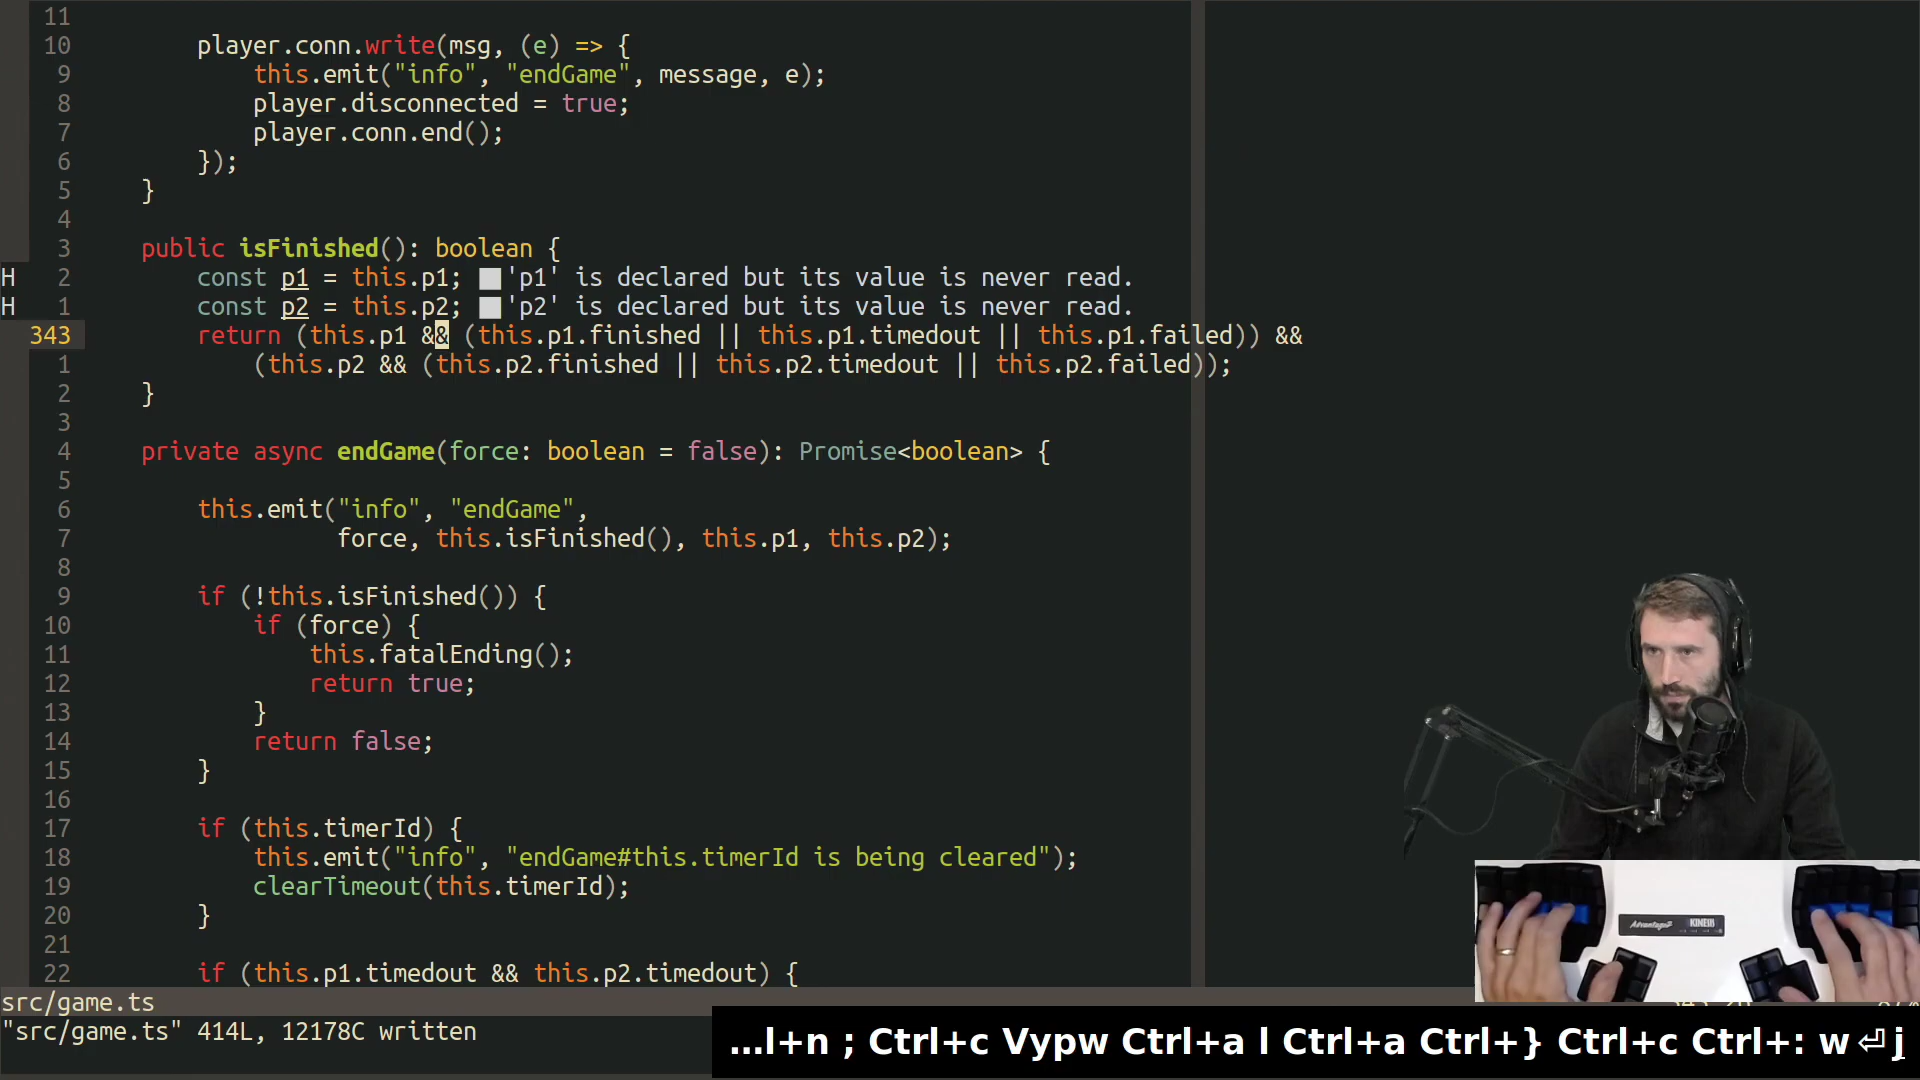 11
10 player.conn.write(msg, (e) => {
9 this.emit("info", "endGame", message, e);
8 player.disconnected = true;
7 player.conn.end();
6 });
5 }
4
3 public isFinished(): boolean {
H 2 const p1 = this.p1; 'p1' is declared but its value is never read.
H 1 const p2 = this.p2; 'p2' is declared but its value is never read.
343 return (this.p1 && (this.p1.finished || this.p1.timedout || this.p1.failed)) &&
1 (this.p2 && (this.p2.finished || this.p2.timedout || this.p2.failed));
2 }
3
4 private async endGame(force: boolean = false): Promise<boolean> {
5
6 this.emit("info", "endGame",
7 force, this.isFinished(), this.p1, this.p2);
8
9 if (!this.isFinished()) {
10 if (force) {
11 this.fatalEnding();
12 return true;
13 }
14 return false;
15 }
16
17 if (this.timerId) {
18 this.emit("info", "endGame#this.timerId is being cleared");
19 clearTimeout(this.timerId);
20 }
21
22 if (this.p1.timedout && this.p2.timedout) {
src/game.ts
"src/game.ts" 414L, 12178C written
…l+n ; Ctrl+c Vypw Ctrl+a l Ctrl+a Ctrl+} Ctrl+c Ctrl+: w⏎j
Advantage2 KINESIS